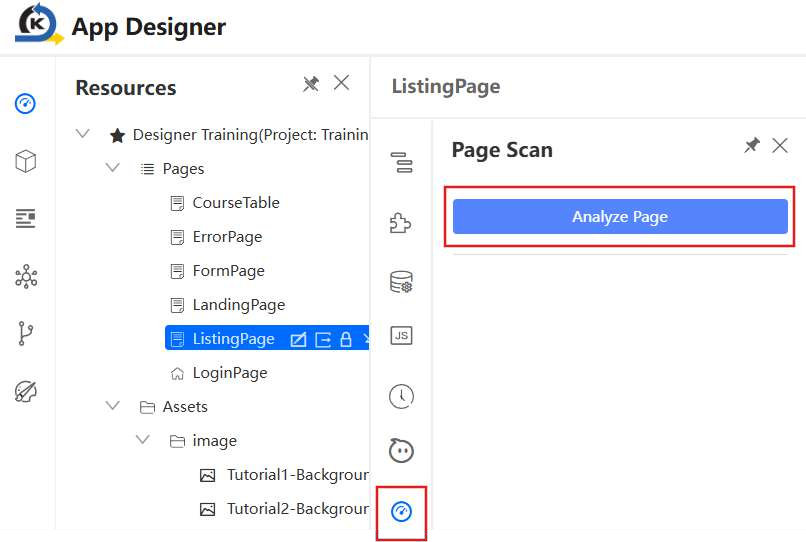 K
App Designer
Resources
Designer Training(Project: Trainin
Pages
CourseTable
ErrorPage
FormPage
LandingPage
ListingPage
LoginPage
Assets
image
Tutorial1-Backgrour
Tutorial2-Backgrour
ListingPage
JS
Page Scan
Analyze Page